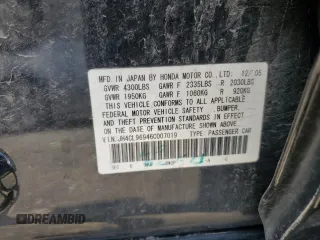 MFD. IN JAPAN BY HONDA MOTOR CO., LTD. 12/05
GVWR 4300LBS GAWR F 2335LBS R 2030LBS
GVWR 1950KG GAWR F 1060KG R 920KG
THIS VEHICLE CONFORMS TO ALL APPLICABLE
FEDERAL MOTOR VEHICLE SAFETY, BUMPER,
AND THEFT PREVENTION STANDARDS IN EFFECT
ON THE DATE OF MANUFACTURE SHOWN ABOVE.
V.I.N. JH4CL96946C007019 TYPE: PASSENGER CAR
DREAMBID